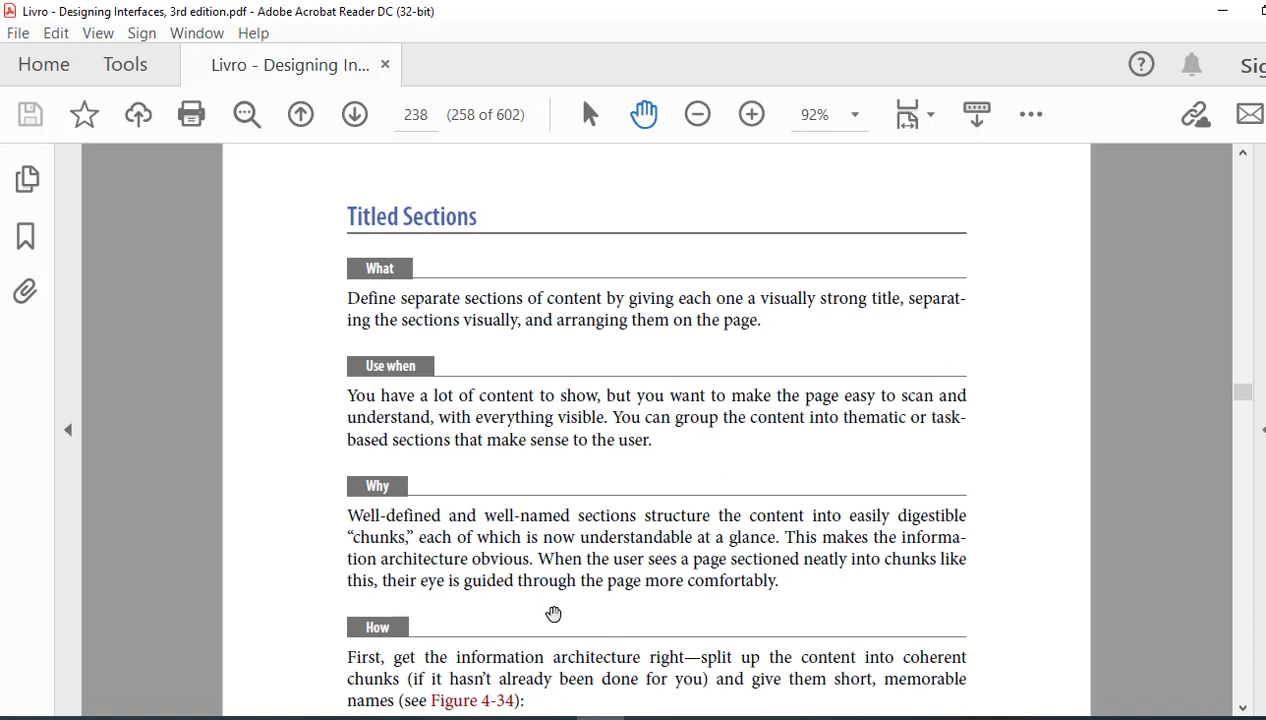 Livro - Designing Interfaces, 3rd edition.pdf - Adobe Acrobat Reader DC (32-bit)
File Edit View Sign Window Help
Home Tools Livro - Designing In... ×
238 (258 of 602) 92%
Titled Sections
What
Define separate sections of content by giving each one a visually strong title, separat-
ing the sections visually, and arranging them on the page.
Use when
You have a lot of content to show, but you want to make the page easy to scan and
understand, with everything visible. You can group the content into thematic or task-
based sections that make sense to the user.
Why
Well-defined and well-named sections structure the content into easily digestible
“chunks,” each of which is now understandable at a glance. This makes the informa-
tion architecture obvious. When the user sees a page sectioned neatly into chunks like
this, their eye is guided through the page more comfortably.
How
First, get the information architecture right—split up the content into coherent
chunks (if it hasn’t already been done for you) and give them short, memorable
names (see Figure 4-34):